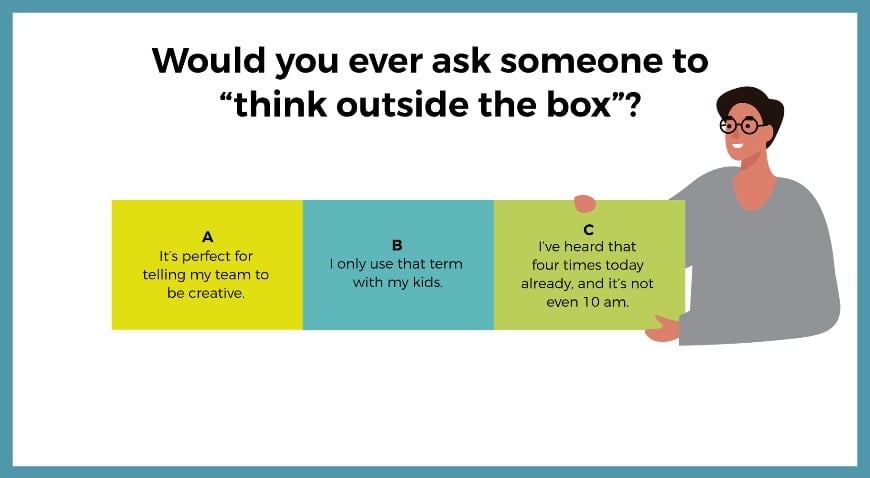 Would you ever ask someone to
“think outside the box”?
A
It’s perfect for
telling my team to
be creative.
B
I only use that term
with my kids.
C
I’ve heard that
four times today
already, and it’s not
even 10 am.